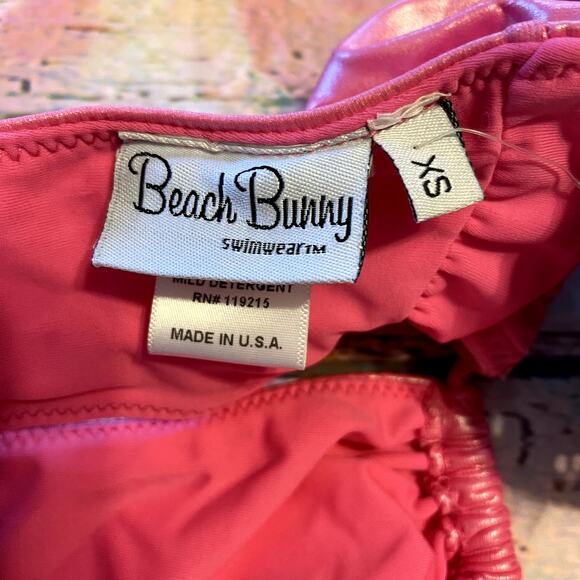 Beach Bunny
swimwear™
XS
MILD DETERGENT
RN# 119215
MADE IN U.S.A.